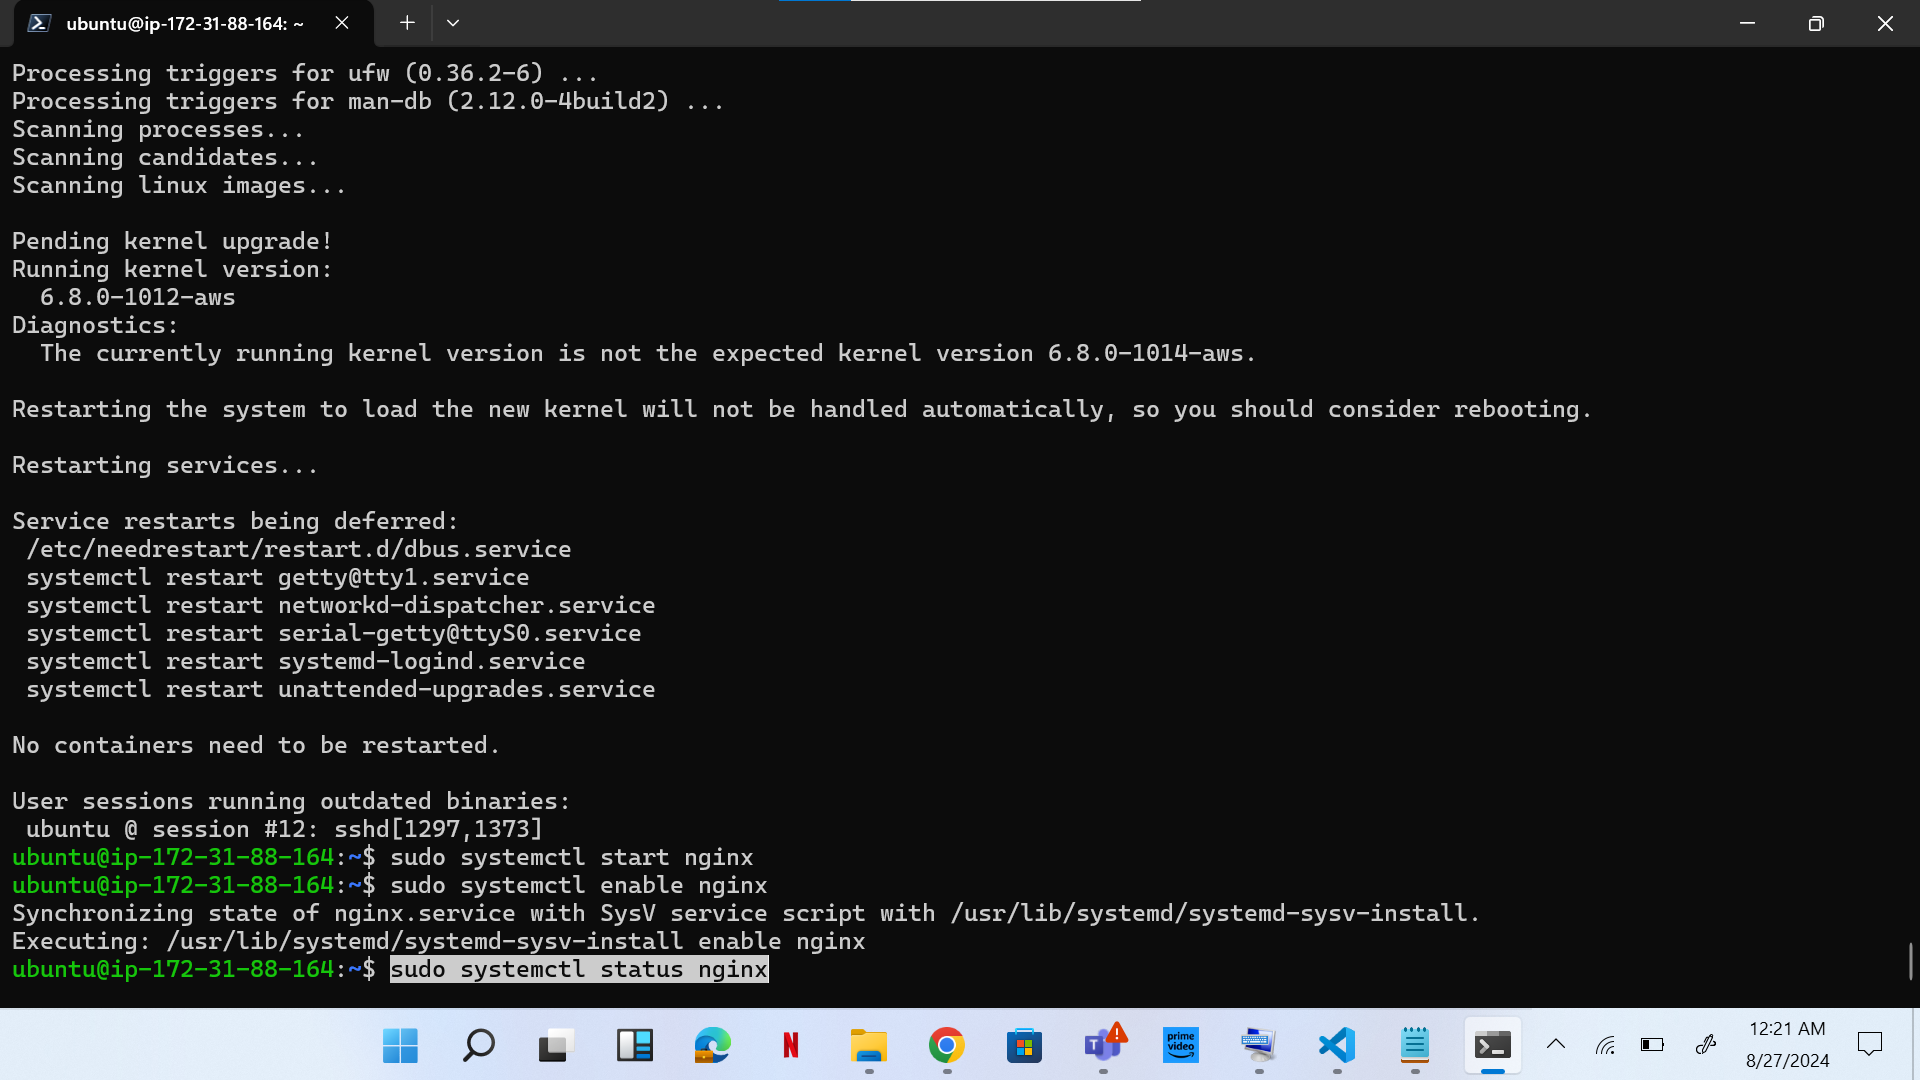 ubuntu@ip-172-31-88-164: ~
Processing triggers for ufw (0.36.2-6) ...
Processing triggers for man-db (2.12.0-4build2) ...
Scanning processes...
Scanning candidates...
Scanning linux images...
Pending kernel upgrade!
Running kernel version:
6.8.0-1012-aws
Diagnostics:
The currently running kernel version is not the expected kernel version 6.8.0-1014-aws.
Restarting the system to load the new kernel will not be handled automatically, so you should consider rebooting.
Restarting services...
Service restarts being deferred:
/etc/needrestart/restart.d/dbus.service
systemctl restart getty@tty1.service
systemctl restart networkd-dispatcher.service
systemctl restart serial-getty@ttyS0.service
systemctl restart systemd-logind.service
systemctl restart unattended-upgrades.service
No containers need to be restarted.
User sessions running outdated binaries:
ubuntu @ session #12: sshd[1297,1373]
ubuntu@ip-172-31-88-164:~$ sudo systemctl start nginx
ubuntu@ip-172-31-88-164:~$ sudo systemctl enable nginx
Synchronizing state of nginx.service with SysV service script with /usr/lib/systemd/systemd-sysv-install.
Executing: /usr/lib/systemd/systemd-sysv-install enable nginx
ubuntu@ip-172-31-88-164:~$ sudo systemctl status nginx
N
T
prime
video
12:21 AM
8/27/2024